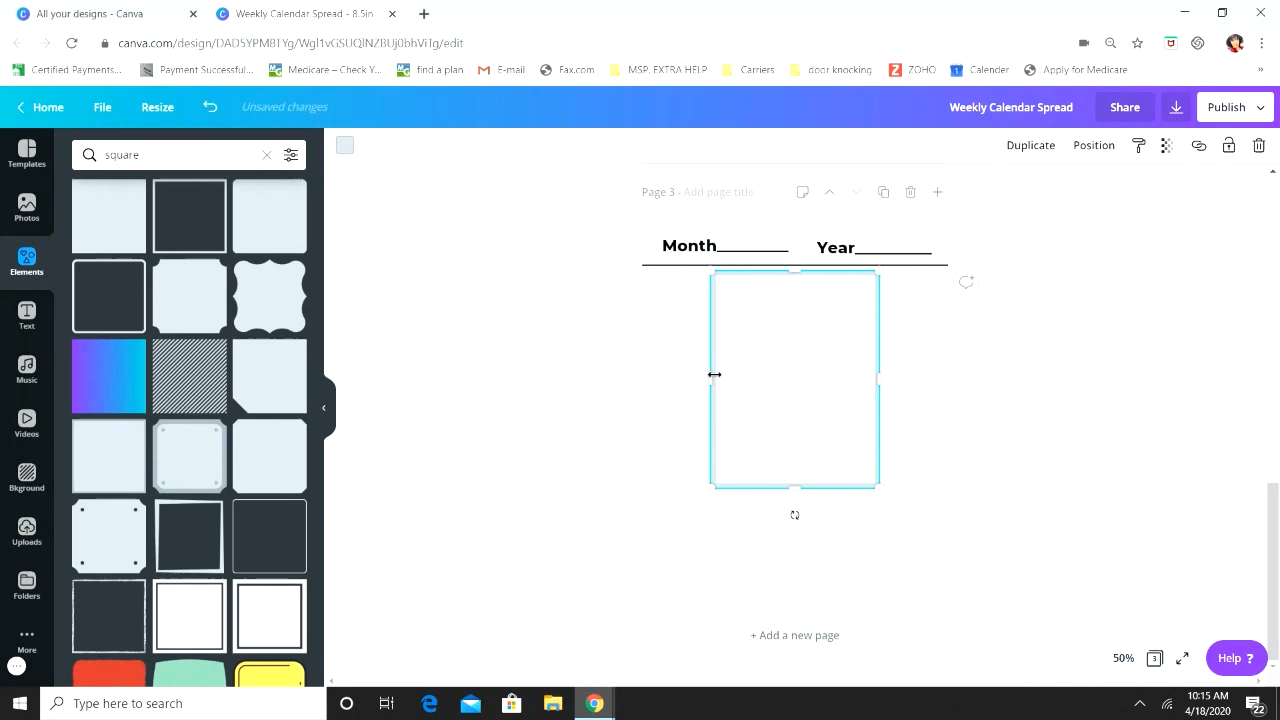 All your designs - Canva
Weekly Calendar Spread - 8.5in
canva.com/design/DAD5YPMBTYg/Wgl1vGSUQlNZBUj0bhViTg/edit
Certified Payments...
Payment Successful...
Medicare – Check Y...
find a plan
E-mail
Fax.com
MSP. EXTRA HELP
Carriers
door knocking
ZOHO
Calender
Apply for Medicare
»
Home
File
Resize
Unsaved changes
Weekly Calendar Spread
Share
Publish
Templates
Photos
Elements
Text
Music
Videos
Bkground
Uploads
Folders
More
square
Duplicate
Position
Page 3 - Add page title
Month________ Year________
+ Add a new page
50%
3
Help ?
Type here to search
10:15 AM
4/18/2020
22